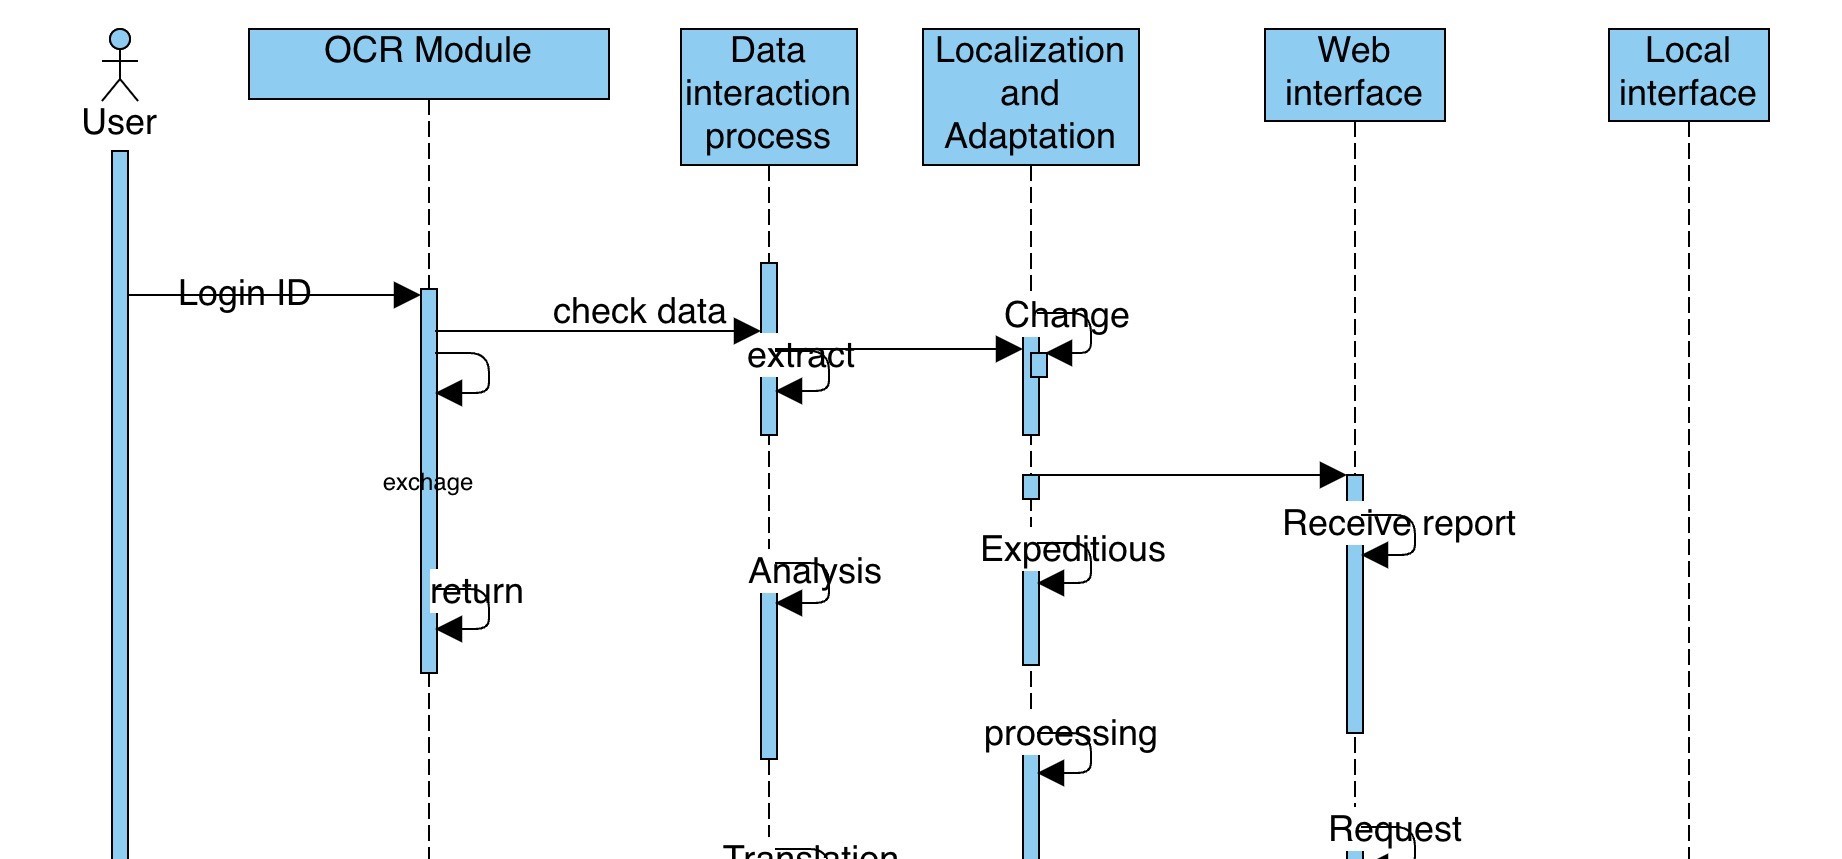 User
OCR Module
Data
interaction
process
Localization
and
Adaptation
Web
interface
Local
interface
Login ID
check data
Change
extract
exchage
Receive report
Expeditious
Analysis
return
processing
Request
Translation